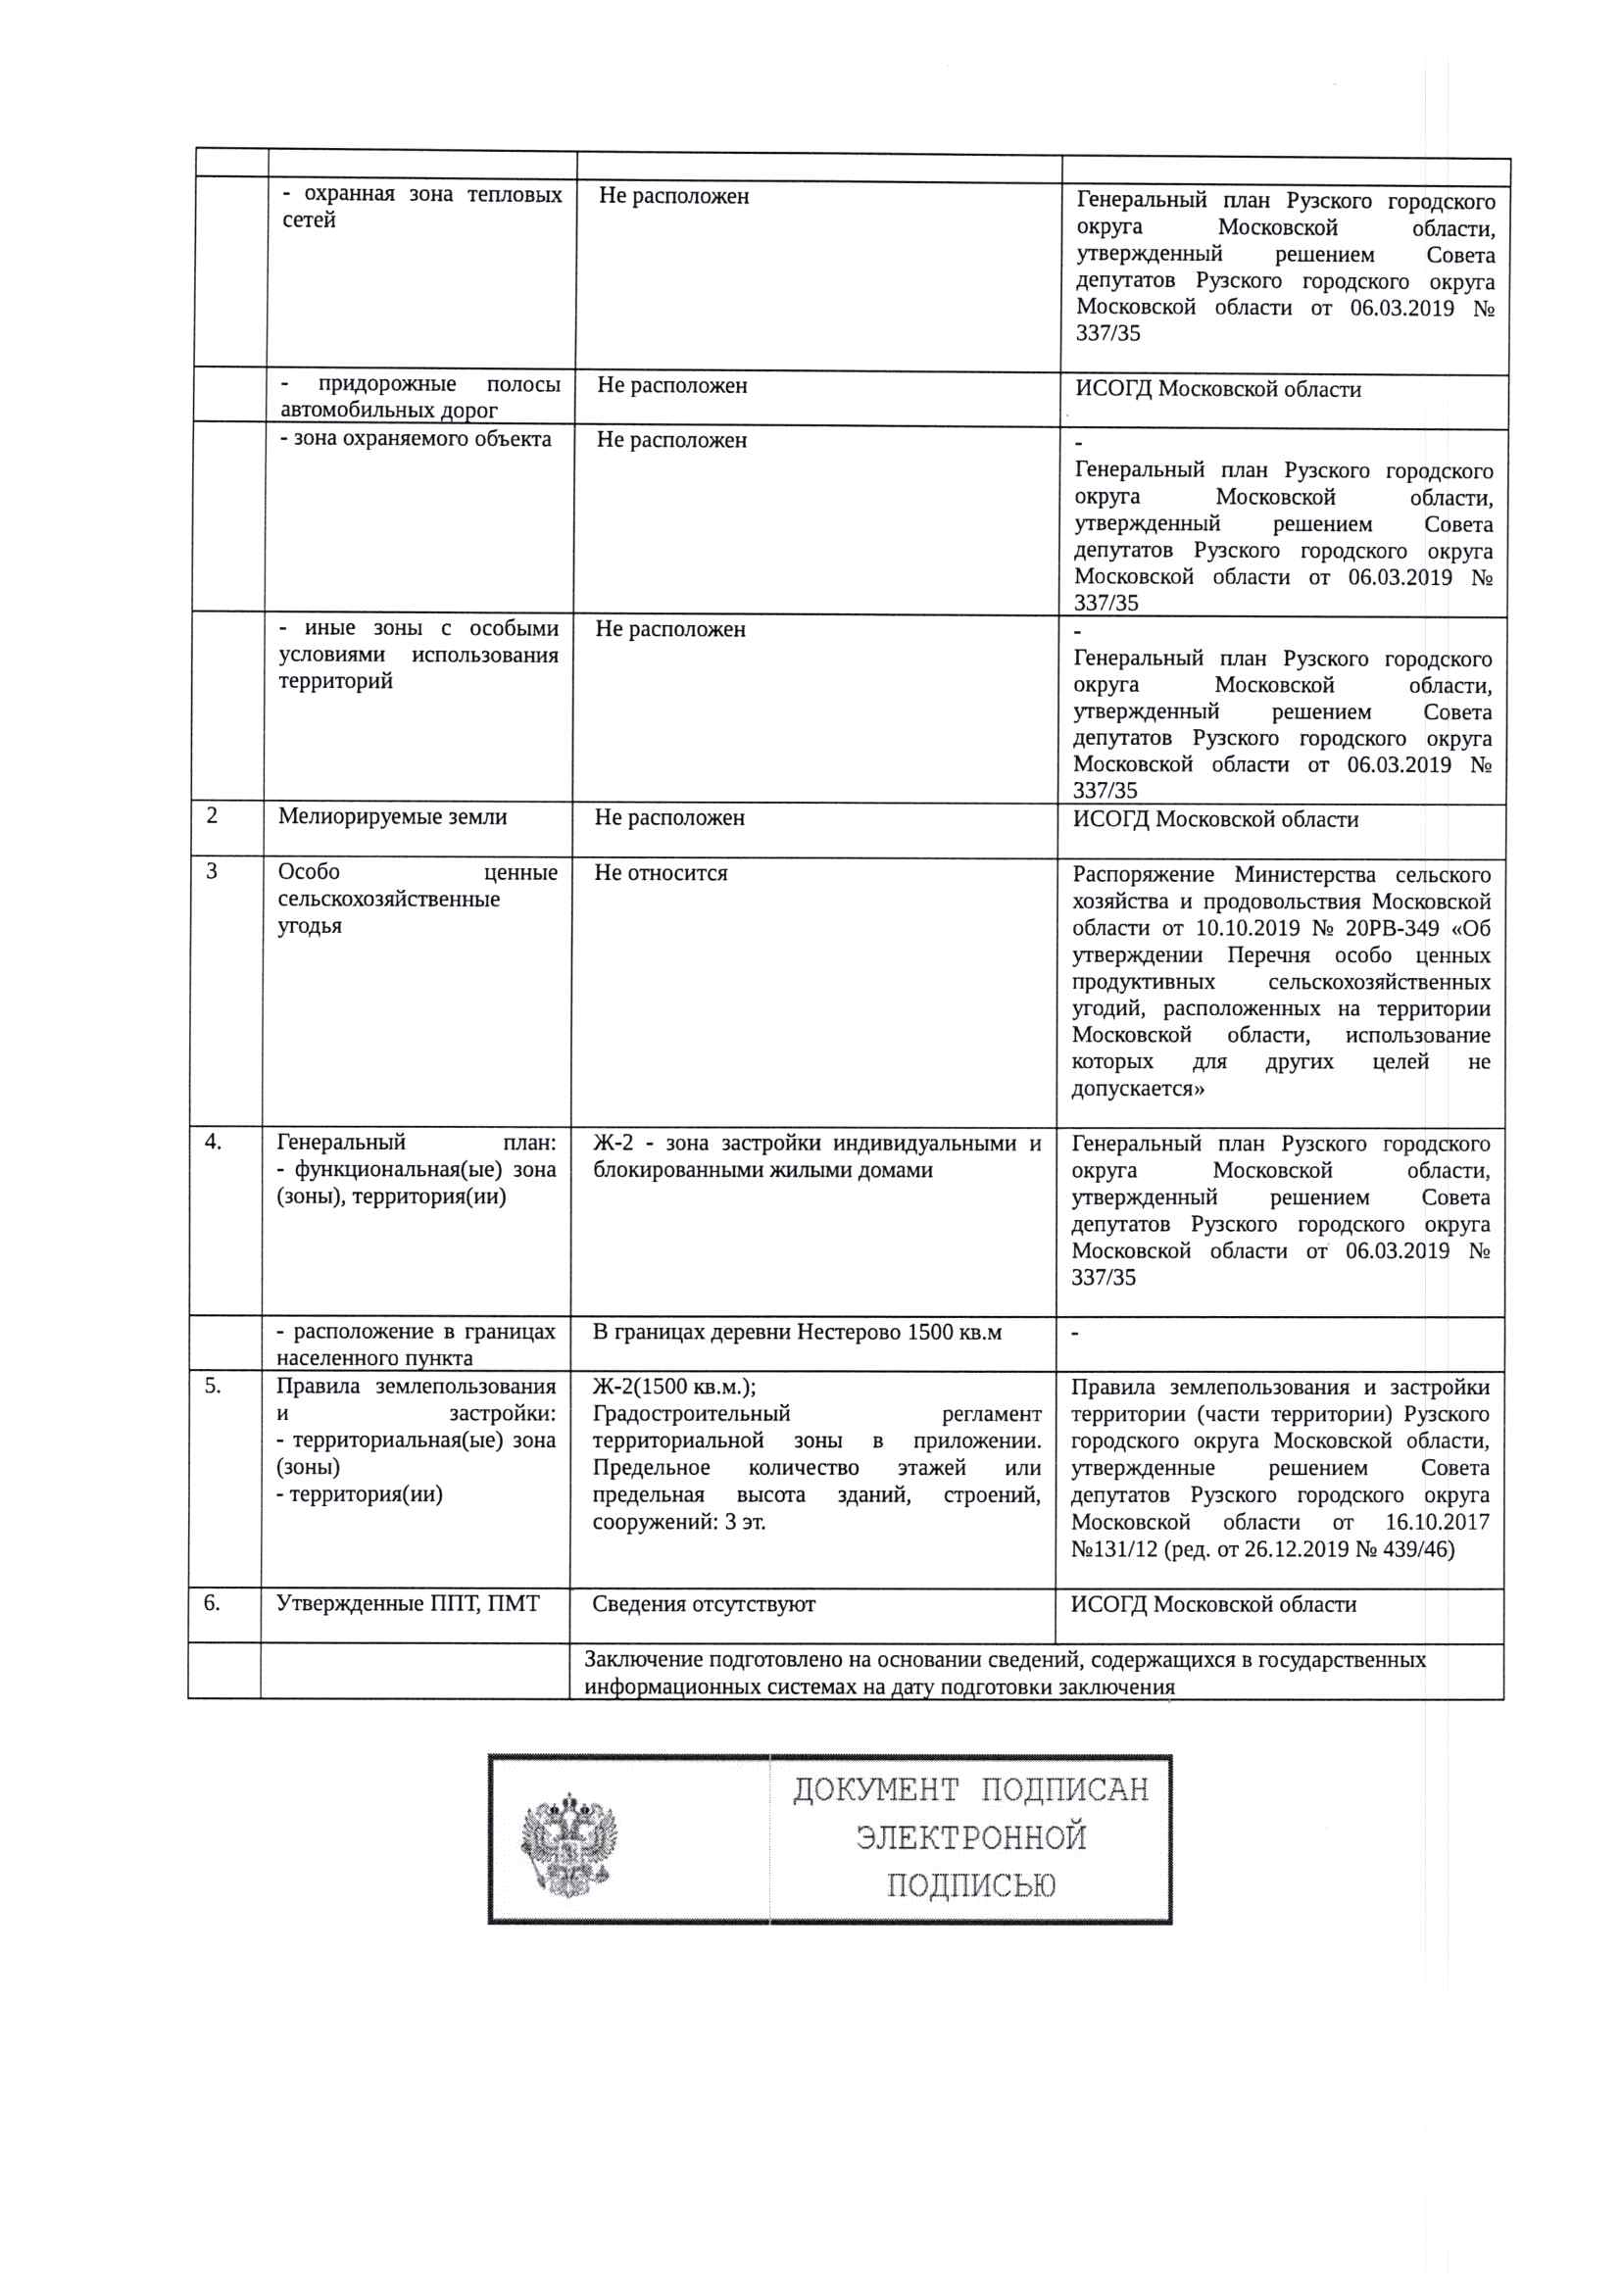 - охранная зона тепловых
сетей
Не расположен
Генеральный план Рузского городского
округа Московской области,
утвержденный решением Совета
депутатов Рузского городского округа
Московской области от 06.03.2019 №
337/35
- придорожные полосы
автомобильных дорог
Не расположен
ИСОГД Московской области
- зона охраняемого объекта
Не расположен
-
Генеральный план Рузского городского
округа Московской области,
утвержденный решением Совета
депутатов Рузского городского округа
Московской области от 06.03.2019 №
337/35
- иные зоны с особыми
условиями использования
территорий
Не расположен
-
Генеральный план Рузского городского
округа Московской области,
утвержденный решением Совета
депутатов Рузского городского округа
Московской области от 06.03.2019 №
337/35
2
Мелиорируемые земли
Не расположен
ИСОГД Московской области
3
Особо ценные
сельскохозяйственные
угодья
Не относится
Распоряжение Министерства сельского
хозяйства и продовольствия Московской
области от 10.10.2019 № 20РВ-349 «Об
утверждении Перечня особо ценных
продуктивных сельскохозяйственных
угодий, расположенных на территории
Московской области, использование
которых для других целей не
допускается»
4.
Генеральный план:
- функциональная(ые) зона
(зоны), территория(ии)
Ж-2 - зона застройки индивидуальными и
блокированными жилыми домами
Генеральный план Рузского городского
округа Московской области,
утвержденный решением Совета
депутатов Рузского городского округа
Московской области от 06.03.2019 №
337/35
- расположение в границах
населенного пункта
В границах деревни Нестерово 1500 кв.м
-
5.
Правила землепользования
и застройки:
- территориальная(ые) зона
(зоны)
- территория(ии)
Ж-2(1500 кв.м.);
Градостроительный регламент
территориальной зоны в приложении.
Предельное количество этажей или
предельная высота зданий, строений,
сооружений: 3 эт.
Правила землепользования и застройки
территории (части территории) Рузского
городского округа Московской области,
утвержденные решением Совета
депутатов Рузского городского округа
Московской области от 16.10.2017
№131/12 (ред. от 26.12.2019 № 439/46)
6.
Утвержденные ППТ, ПМТ
Сведения отсутствуют
ИСОГД Московской области
Заключение подготовлено на основании сведений, содержащихся в государственных
информационных системах на дату подготовки заключения
ДОКУМЕНТ ПОДПИСАН
ЭЛЕКТРОННОЙ
ПОДПИСЬЮ